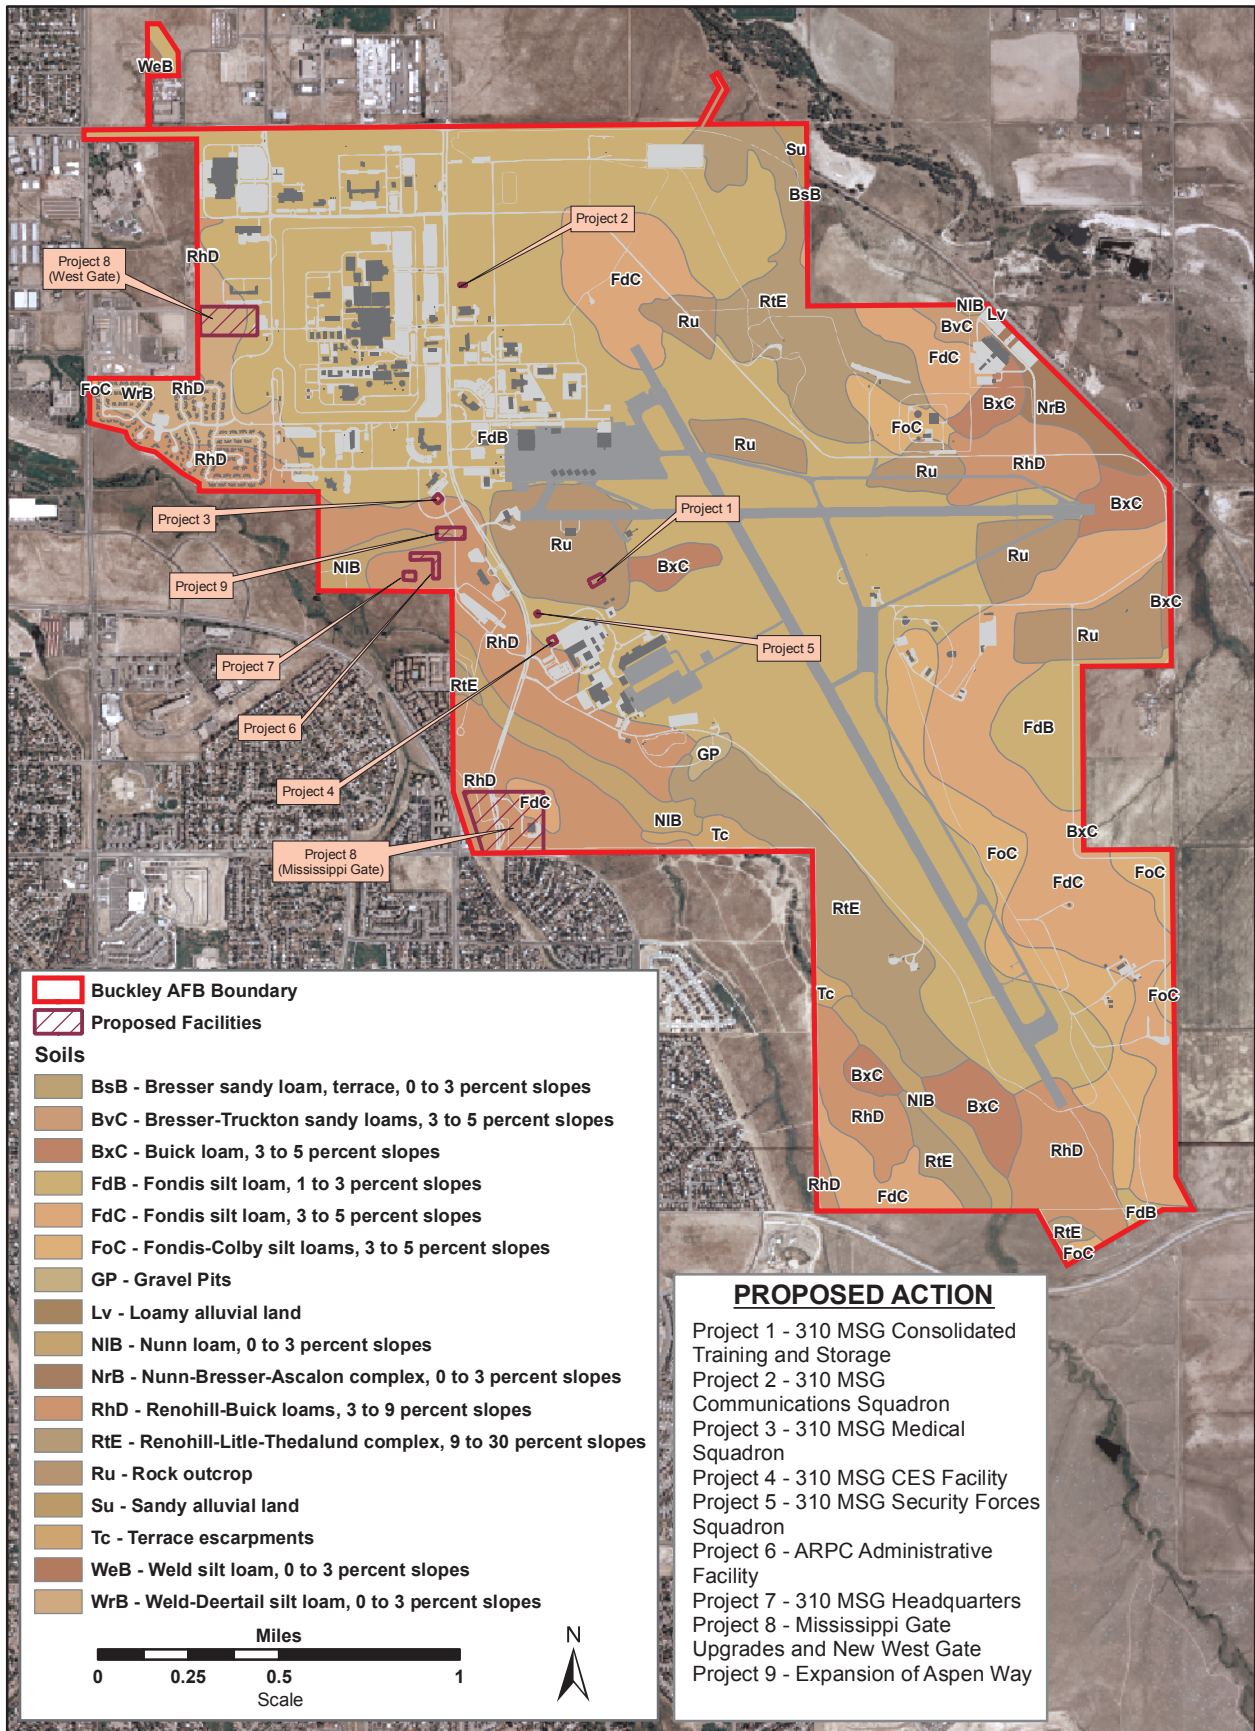 WeB
Su
BsB
Project 2
RhD
Project 8
(West Gate)
FdC
RtE
NIB
Lv
BvC
Ru
FdC
FoC
WrB
RhD
BxC
NrB
FoC
FdB
Ru
RhD
Ru
RhD
BxC
Project 3
Project 1
Ru
Ru
NIB
BxC
Project 9
BxC
Ru
RhD
Project 5
Project 7
RtE
Project 6
FdB
GP
RhD
Project 4
FdC
NIB
Tc
BxC
Project 8
(Mississippi Gate)
FoC
FoC
FdC
RtE
Tc
FoC
BxC
NIB
BxC
RhD
RhD
RtE
RhD
FdC
FdB
RtE
FoC
Buckley AFB Boundary
Proposed Facilities
Soils
BsB - Bresser sandy loam, terrace, 0 to 3 percent slopes
BvC - Bresser-Truckton sandy loams, 3 to 5 percent slopes
BxC - Buick loam, 3 to 5 percent slopes
FdB - Fondis silt loam, 1 to 3 percent slopes
FdC - Fondis silt loam, 3 to 5 percent slopes
FoC - Fondis-Colby silt loams, 3 to 5 percent slopes
GP - Gravel Pits
Lv - Loamy alluvial land
NIB - Nunn loam, 0 to 3 percent slopes
NrB - Nunn-Bresser-Ascalon complex, 0 to 3 percent slopes
RhD - Renohill-Buick loams, 3 to 9 percent slopes
RtE - Renohill-Litle-Thedalund complex, 9 to 30 percent slopes
Ru - Rock outcrop
Su - Sandy alluvial land
Tc - Terrace escarpments
WeB - Weld silt loam, 0 to 3 percent slopes
WrB - Weld-Deertail silt loam, 0 to 3 percent slopes
Miles
0 0.25 0.5 1
Scale
N
PROPOSED ACTION
Project 1 - 310 MSG Consolidated
Training and Storage
Project 2 - 310 MSG
Communications Squadron
Project 3 - 310 MSG Medical
Squadron
Project 4 - 310 MSG CES Facility
Project 5 - 310 MSG Security Forces
Squadron
Project 6 - ARPC Administrative
Facility
Project 7 - 310 MSG Headquarters
Project 8 - Mississippi Gate
Upgrades and New West Gate
Project 9 - Expansion of Aspen Way